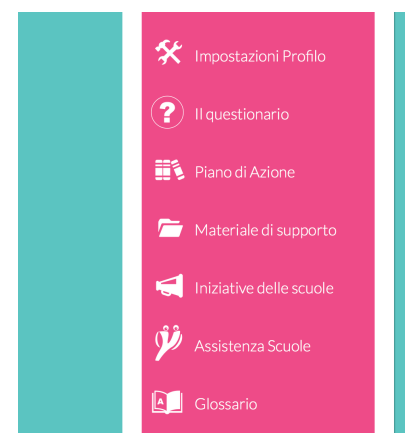 Impostazioni Profilo
?
Il questionario
Piano di Azione
Materiale di supporto
Iniziative delle scuole
Assistenza Scuole
A
Glossario